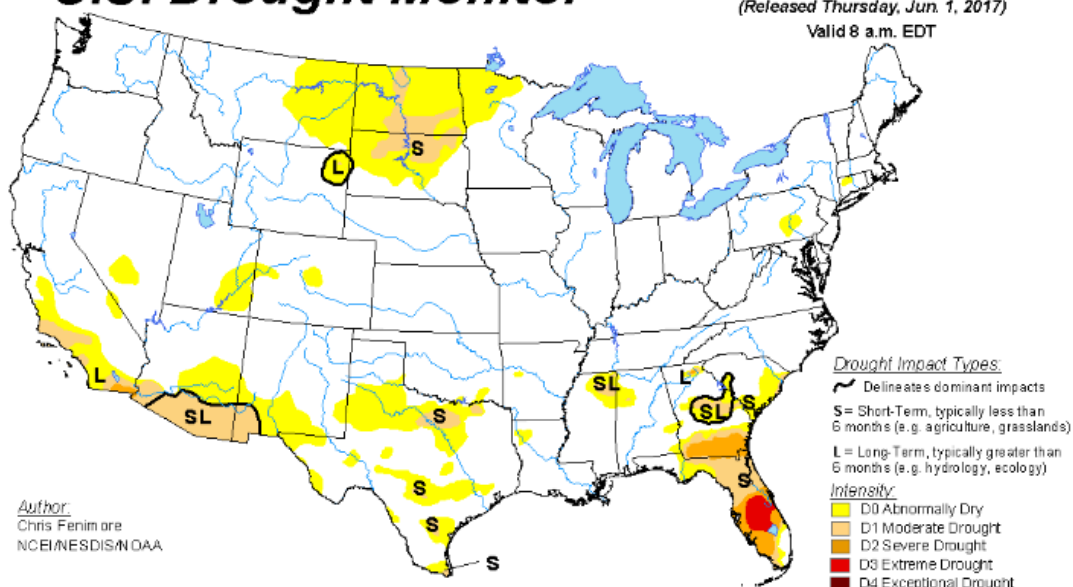 U.S. Drought Monitor
(Released Thursday, Jun. 1, 2017)
Valid 8 a.m. EDT
S
L
L
SL
S
S
S
S
SL
L
SL
S
S
Drought Impact Types:
Delineates dominant impacts
S = Short-Term, typically less than
6 months (e.g. agriculture, grasslands)
L = Long-Term, typically greater than
6 months (e.g. hydrology, ecology)
Intensity:
D0 Abnormally Dry
D1 Moderate Drought
D2 Severe Drought
D3 Extreme Drought
D4 Exceptional Drought
Author:
Chris Fenimore
NCEI/NESDIS/NOAA